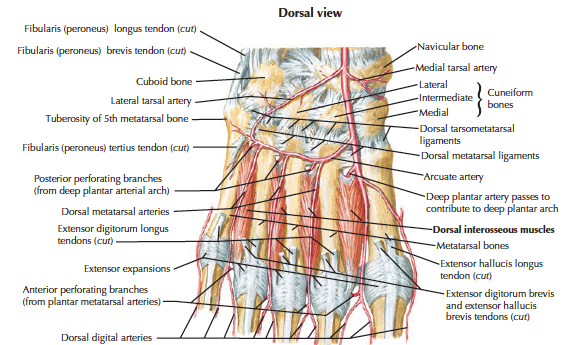 Dorsal view
Fibularis (peroneus) longus tendon (cut)
Fibularis (peroneus) brevis tendon (cut)
Cuboid bone
Lateral tarsal artery
Tuberosity of 5th metatarsal bone
Fibularis (peroneus) tertius tendon (cut)
Posterior perforating branches
(from deep plantar arterial arch)
Dorsal metatarsal arteries
Extensor digitorum longus
tendons (cut)
Extensor expansions
Anterior perforating branches
(from plantar metatarsal arteries)
Dorsal digital arteries
Navicular bone
Medial tarsal artery
Lateral
Intermediate
Medial
Cuneiform
bones
Dorsal tarsometatarsal
ligaments
Dorsal metatarsal ligaments
Arcuate artery
Deep plantar artery passes to
contribute to deep plantar arch
Dorsal interosseous muscles
Metatarsal bones
Extensor hallucis longus
tendon (cut)
Extensor digitorum brevis
and extensor hallucis
brevis tendons (cut)